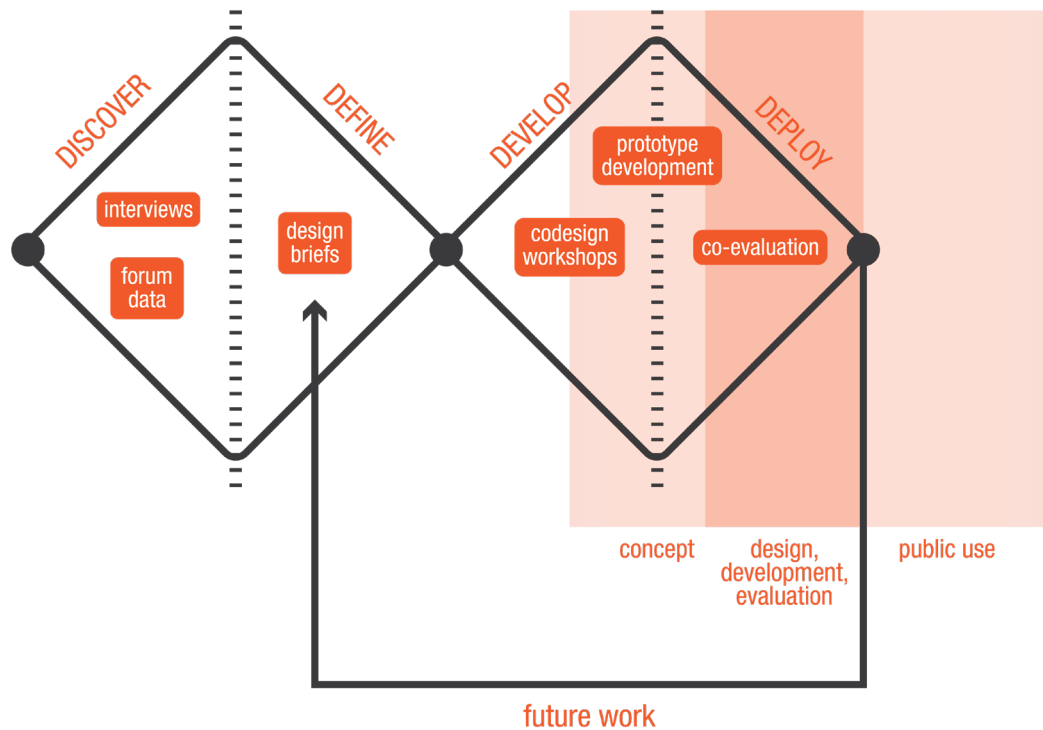 DISCOVER
DEFINE
DEVELOP
DEPLOY
interviews
forum
data
design
briefs
codesign
workshops
prototype
development
co-evaluation
concept
design,
development,
evaluation
public use
future work